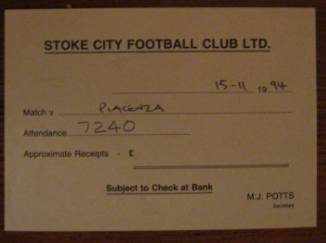 STOKE CITY FOOTBALL CLUB LTD.
15-11 1994
Match v PIACENZA
Attendance 7240
Approximate Receipts - £
Subject to Check at Bank
M.J. POTTS
Secretary